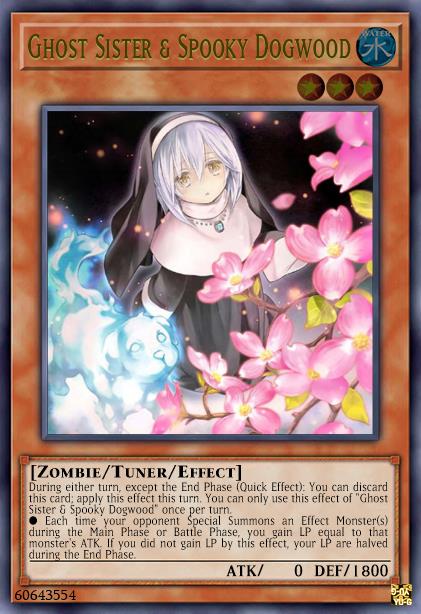 GHOST SISTER & SPOOKY DOGWOOD
WATER
水
[ZOMBIE/TUNER/EFFECT]
During either turn, except the End Phase (Quick Effect): You can discard
this card; apply this effect this turn. You can only use this effect of "Ghost
Sister & Spooky Dogwood" once per turn.
● Each time your opponent Special Summons an Effect Monster(s)
during the Main Phase or Battle Phase, you gain LP equal to that
monster's ATK. If you did not gain LP by this effect, your LP are halved
during the End Phase.
ATK/ 0 DEF/1800
60643554